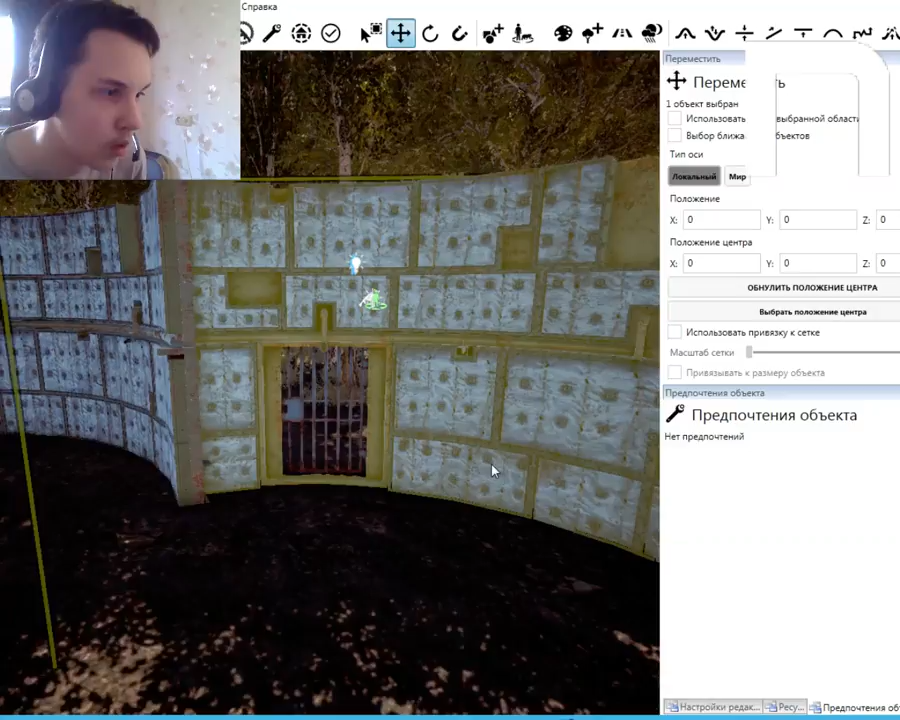 Справка
Переместить
Переме ть
1 объект выбран
Использовать выбранной области
Выбор ближа бъектов
Тип оси
Локальный Мир
Положение
X: 0 Y: 0 Z: 0
Положение центра
X: 0 Y: 0 Z: 0
ОБНУЛИТЬ ПОЛОЖЕНИЕ ЦЕНТРА
Выбрать положение центра
Использовать привязку к сетке
Масштаб сетки
Привязывать к размеру объекта
Предпочтения объекта
Предпочтения объекта
Нет предпочтений
Настройки редак... Ресу... Предпочтения об